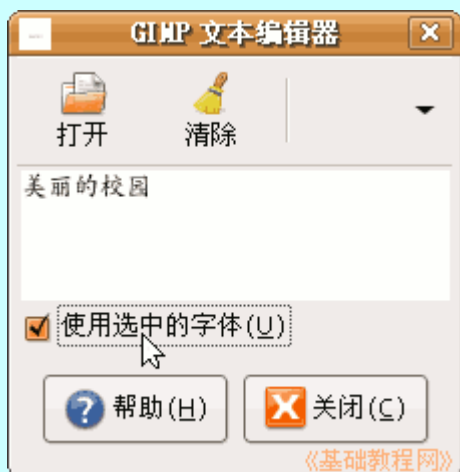 GIMP 文本编辑器
打开 清除
美丽的校园
使用选中的字体(U)
帮助(H) 关闭(C)
《基础教程网》